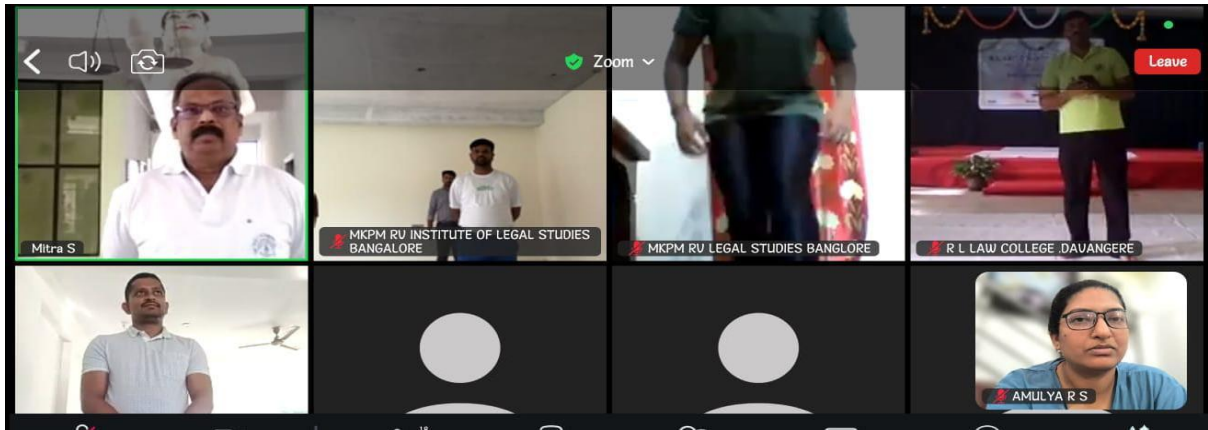 Zoom
Leave
Mitra S
MKPM RV INSTITUTE OF LEGAL STUDIES
BANGALORE
MKPM RV LEGAL STUDIES BANGLORE
R L LAW COLLEGE .DAVANGERE
AMULYA R S